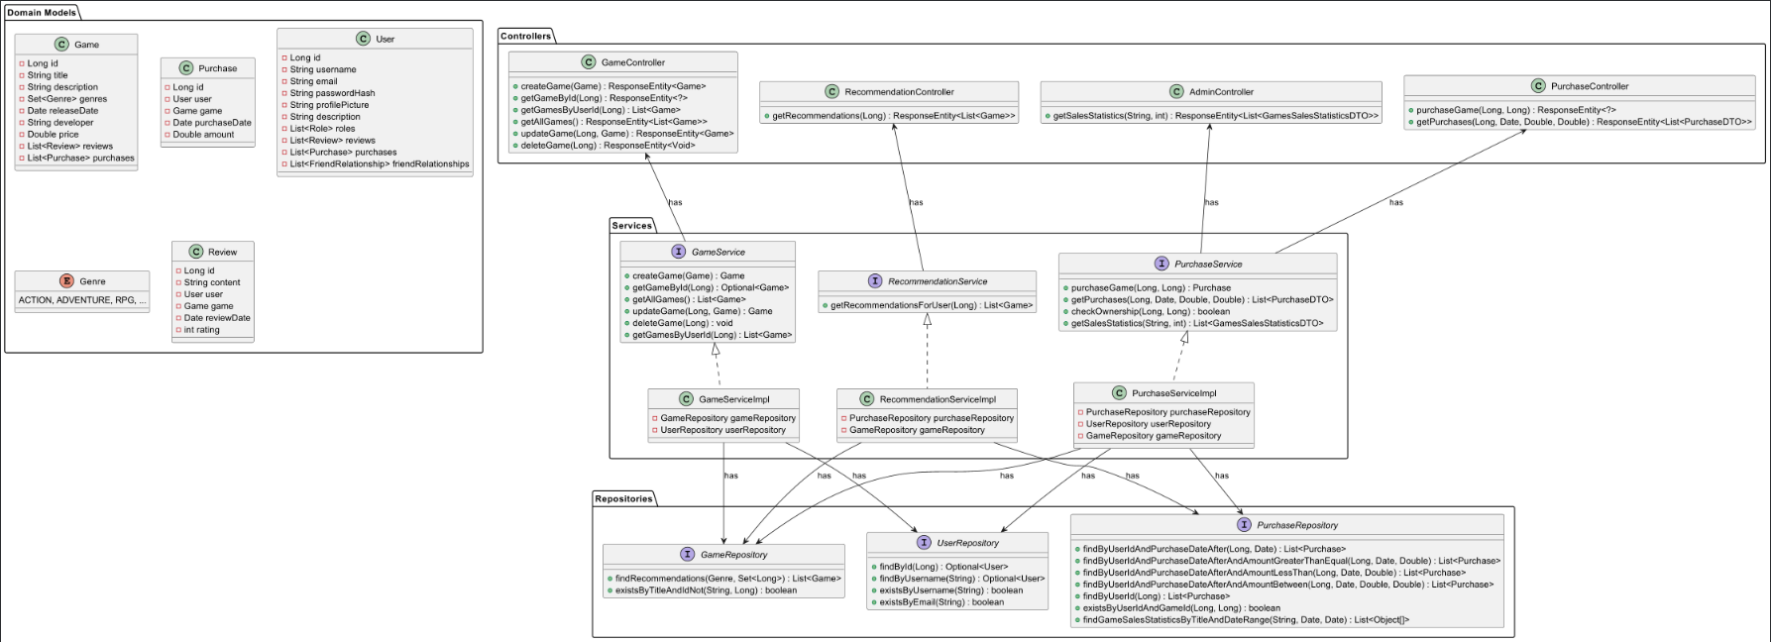 Domain Models
C Game
Long id
String title
String description
Set<Genre> genres
Date releaseDate
String developer
Double price
List<Review> reviews
List<Purchase> purchases
C Purchase
Long id
User user
Game game
Date purchaseDate
Double amount
C User
Long id
String username
String email
String passwordHash
String profilePicture
String description
List<Role> roles
List<Review> reviews
List<Purchase> purchases
List<FriendRelationship> friendRelationships
E Genre
ACTION, ADVENTURE, RPG, ...
C Review
Long id
String content
User user
Game game
Date reviewDate
int rating
Controllers
C GameController
createGame(Game) : ResponseEntity<Game>
getGameById(Long) : ResponseEntity<?>
getGamesByUserId(Long) : List<Game>
getAllGames() : ResponseEntity<List<Game>>
updateGame(Long, Game) : ResponseEntity<Game>
deleteGame(Long) : ResponseEntity<Void>
C RecommendationController
getRecommendations(Long) : ResponseEntity<List<Game>>
C AdminController
getSalesStatistics(String, int) : ResponseEntity<List<GamesSalesStatisticsDTO>>
C PurchaseController
purchaseGame(Long, Long) : ResponseEntity<?>
getPurchases(Long, Date, Double, Double) : ResponseEntity<List<PurchaseDTO>>
has
has
has
has
Services
I GameService
createGame(Game) : Game
getGameById(Long) : Optional<Game>
getAllGames() : List<Game>
updateGame(Long, Game) : Game
deleteGame(Long) : void
getGamesByUserId(Long) : List<Game>
I RecommendationService
getRecommendationsForUser(Long) : List<Game>
I PurchaseService
purchaseGame(Long, Long) : Purchase
getPurchases(Long, Date, Double, Double) : List<PurchaseDTO>
checkOwnership(Long, Long) : boolean
getSalesStatistics(String, int) : List<GamesSalesStatisticsDTO>
C GameServiceImpl
GameRepository gameRepository
UserRepository userRepository
C RecommendationServiceImpl
PurchaseRepository purchaseRepository
GameRepository gameRepository
C PurchaseServiceImpl
PurchaseRepository purchaseRepository
UserRepository userRepository
GameRepository gameRepository
has
has
has
has
has
has
has
Repositories
I GameRepository
findRecommendations(Genre, Set<Long>) : List<Game>
existsByTitleAndIdNot(String, Long) : boolean
I UserRepository
findById(Long) : Optional<User>
findByUsername(String) : Optional<User>
existsByUsername(String) : boolean
existsByEmail(String) : boolean
I PurchaseRepository
findByUserIdAndPurchaseDateAfter(Long, Date) : List<Purchase>
findByUserIdAndPurchaseDateAfterAndAmountGreaterThanEqual(Long, Date, Double) : List<Purchase>
findByUserIdAndPurchaseDateAfterAndAmountLessThan(Long, Date, Double) : List<Purchase>
findByUserIdAndPurchaseDateAfterAndAmountBetween(Long, Date, Double, Double) : List<Purchase>
findByUserId(Long) : List<Purchase>
existsByUserIdAndGameId(Long, Long) : boolean
findGameSalesStatisticsByTitleAndDateRange(String, Date, Date) : List<Object[]>